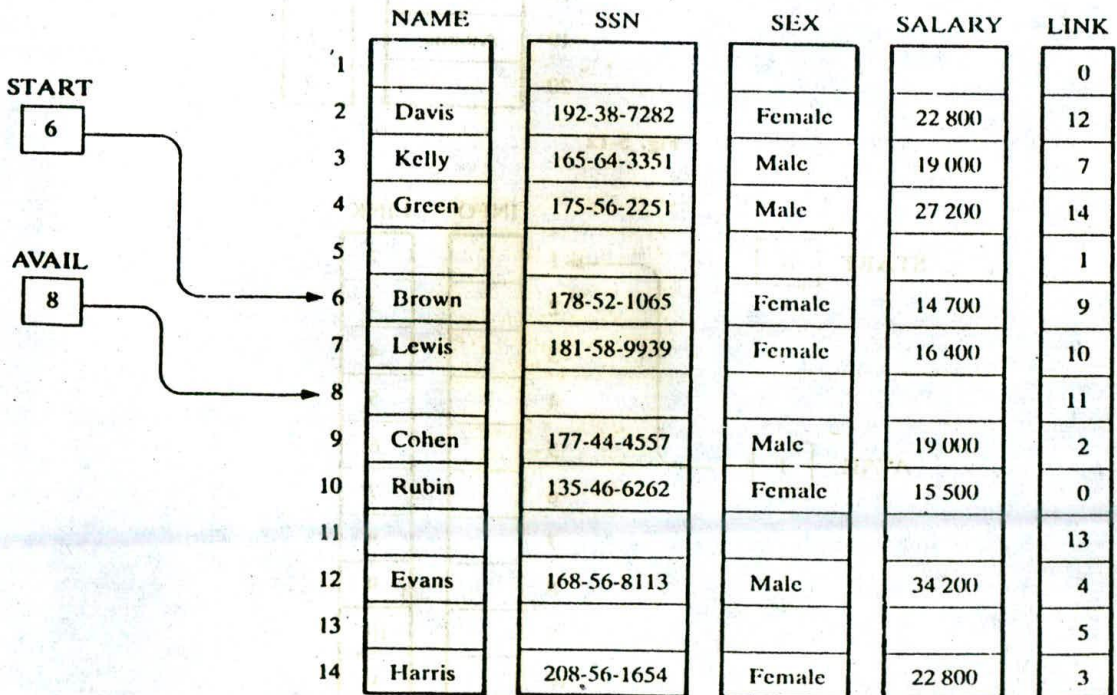 NAME SSN SEX SALARY LINK
1 0
START
6
2 Davis 192-38-7282 Female 22 800 12
3 Kelly 165-64-3351 Male 19 000 7
4 Green 175-56-2251 Male 27 200 14
5 1
AVAIL
8
6 Brown 178-52-1065 Female 14 700 9
7 Lewis 181-58-9939 Female 16 400 10
8 11
9 Cohen 177-44-4557 Male 19 000 2
10 Rubin 135-46-6262 Female 15 500 0
11 13
12 Evans 168-56-8113 Male 34 200 4
13 5
14 Harris 208-56-1654 Female 22 800 3